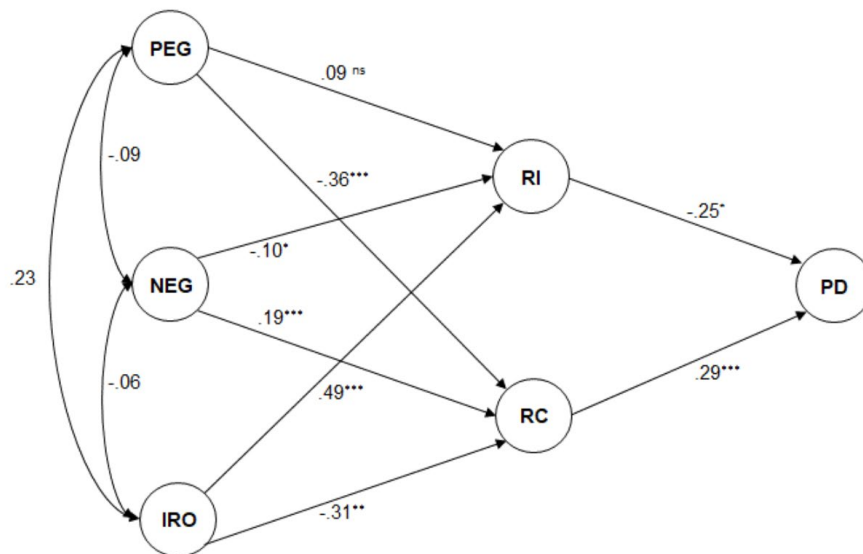 PEG
.09 ns
-.36***
RI
-.09
-.25*
-.10*
.23
NEG
PD
.19***
-.06
.49***
.29***
RC
IRO
-.31**